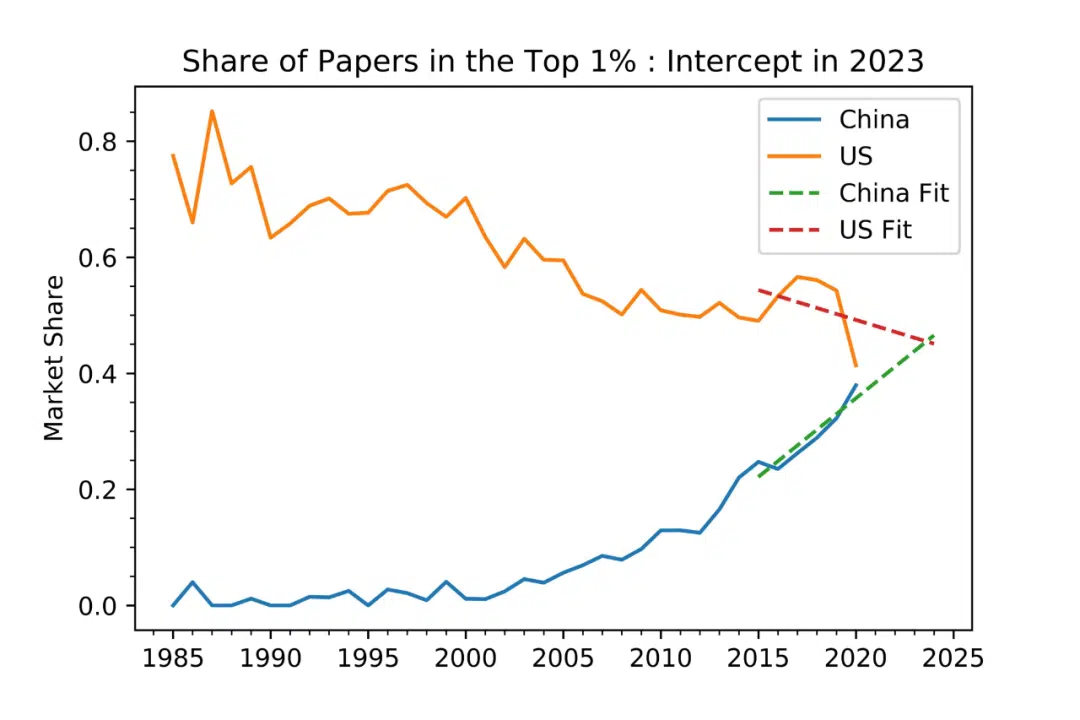 Share of Papers in the Top 1% : Intercept in 2023
China
US
China Fit
US Fit
Market Share
0.8
0.6
0.4
0.2
0.0
1985 1990 1995 2000 2005 2010 2015 2020 2025